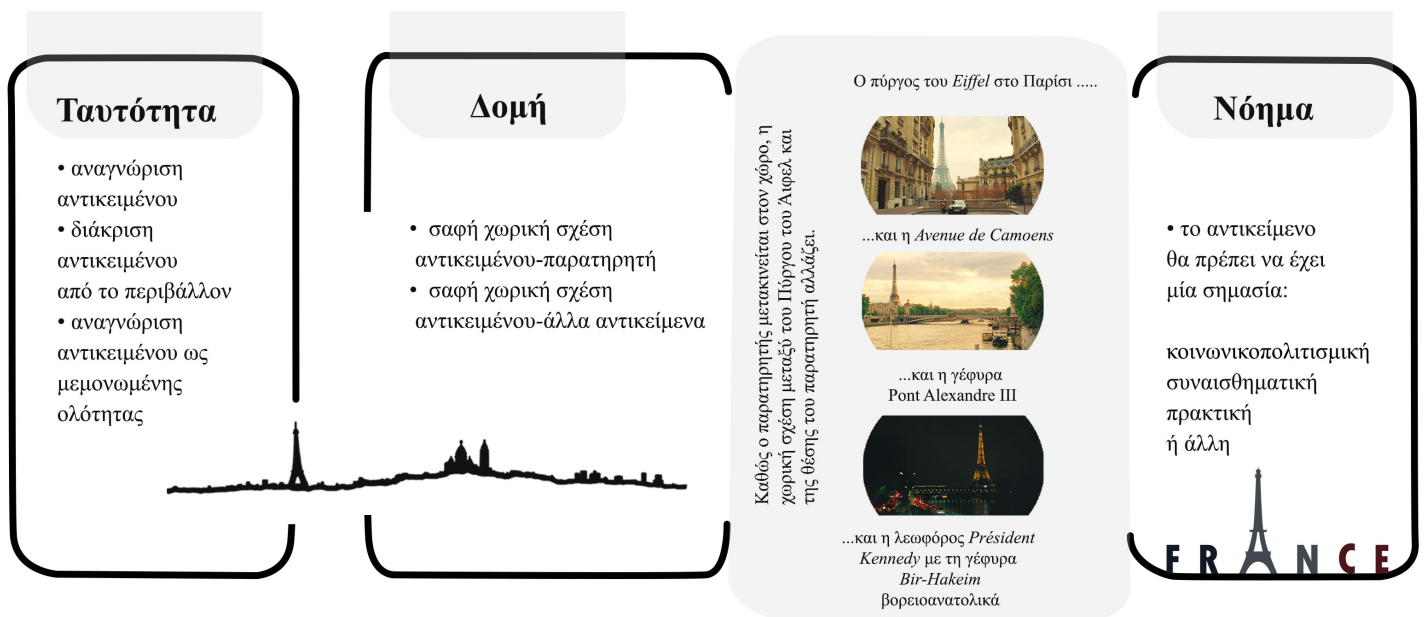 Ταυτότητα
• αναγνώριση
αντικειμένου
• διάκριση
αντικειμένου
από το περιβάλλον
• αναγνώριση
αντικειμένου ως
μεμονωμένης
ολότητας
Δομή
• σαφή χωρική σχέση
αντικειμένου-παρατηρητή
• σαφή χωρική σχέση
αντικειμένου-άλλα αντικείμενα
Καθώς ο παρατηρητής μετακινείται στον χώρο, η
χωρική σχέση μεταξύ του Πύργου του Άιφελ και
της θέσης του παρατηρητή αλλάζει.
Ο πύργος του Eiffel στο Παρίσι .....
...και η Avenue de Camoens
...και η γέφυρα
Pont Alexandre III
...και η λεωφόρος Président
Kennedy με τη γέφυρα
Bir-Hakeim
βορειοανατολικά
Νόημα
• το αντικείμενο
θα πρέπει να έχει
μία σημασία:
κοινωνικοπολιτισμική
συναισθηματική
πρακτική
ή άλλη
FRANCE